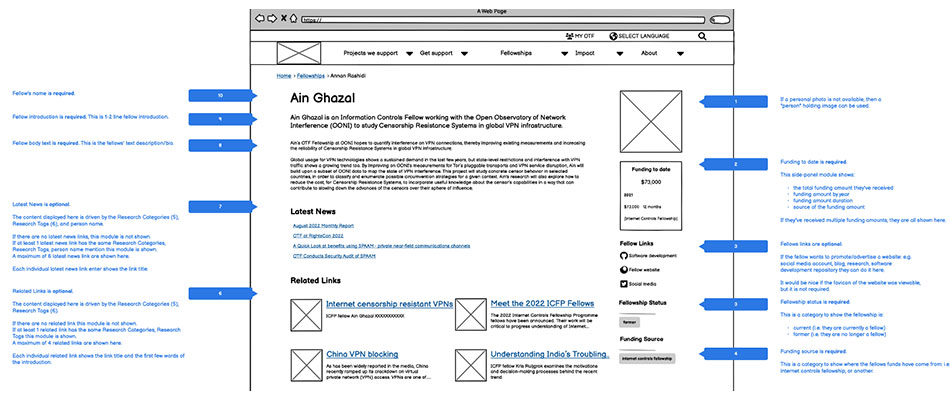 A Web Page
https://
MY OTF
SELECT LANGUAGE
Projects we support
Get support
Fellowships
Impact
About
Home > Fellowships > Annan Rashidi
Ain Ghazal
Ain Ghazal is an Information Controls Fellow working with the Open Observatory of Network
Interference (OONI) to study Censorship Resistance Systems in global VPN infrastructure.
Ain's OTF Fellowship at OONI hopes to quantify interference on VPN connections, thereby improving existing measurements and increasing
the reliability of Censorship Resistance Systems in global VPN infrastructure.
Global usage for VPN technologies shows a sustained demand in the last few years, but state-level restrictions and interference with VPN
traffic shows a growing trend too. By improving on OONI's measurements for Tor's pluggable transports and VPN service disruption, Ain will
build upon a subset of OONI data to map the state of VPN interference. This project will study concrete censor behavior in selected
countries, in order to classify and enumerate possible circumvention strategies for a given context. Ain's research will also explore how to
reduce the cost, for Censorship Resistance Systems, to incorporate useful knowledge about the censor's capabilities in a way that can
contribute to slowing down the advances of the censors over their sphere of influence.
Latest News
August 2022 Monthly Report
OTF at RightsCon 2022
A Quick Look at benefits using SPAAM - private near-field communications channels
OTF Conducts Security Audit of SPAAM
Related Links
Internet censorship resistant VPNs
ICFP fellow Ain Ghazal XXXXXXXXXXX
Meet the 2022 ICFP Fellows
The 2022 Internet Controls Fellowship Programme
fellows have been announced. Their work will be
critical to progress understanding of Internet...
China VPN blocking
As has been widely reported in the media, China
recently ramped up its crackdown on virtual
private network (VPN) access. VPNs are one of...
Understanding India's Troubling..
ICFP fellow Kris Ruijgrok examines the motivations
and decision-making processes behind the recent
trend
Funding to date
$73,000
2021
$73,000 12 months
(Internet Controls Fellowship)
Fellow Links
Software development
Fellow website
Social media
Fellowship Status
former
Funding Source
internet controls fellowship
10
Fellow's name is required.
9
Fellow introduction is required. This is 1-2 line fellow introduction.
8
Fellow body text is required. This is the fellows' text description/bio.
7
Latest News is optional.
The content displayed here is driven by the Research Categories (5),
Research Tags (6), and person name.
If there are no latest news links, this module is not shown.
If at least 1 latest news link has the same Research Categories,
Research Tags, person name mention this module is shown.
A maximum of 6 latest news link are shown here.
Each individual latest news link enter shows the link title.
6
Related Links is optional.
The content displayed here is driven by the Research Categories (5),
Research Tags (6).
If there are no related link this module is not shown.
If at least 1 related link has the same Research Categories, Research
Tags this module is shown.
A maximum of 4 related links are shown here.
Each individual related link shows the link title and the first few words of
the introduction.
1
If a personal photo is not available, then a
"person" holding image can be used.
2
Funding to date is required.
This side panel module shows:
- the total funding amount they've received
- funding amount by year
- funding amount duration
- source of the funding amount
If they've received multiple funding amounts, they are all shown here.
3
Fellows links are optional.
If the fellow wants to promote/advertise a website: e.g.
social media account, blog, research, software
development repository they can do it here.
It would be nice if the favicon of the website was viewable,
but it is not required.
3
Fellowship status is required.
This is a category to show the fellowship is:
- current (i.e. they are currently a fellow)
- former (i.e. they are no longer a fellow)
4
Funding source is required.
This is a category to show where the fellows funds have come from: i.e.
internet controls fellowship, or another.